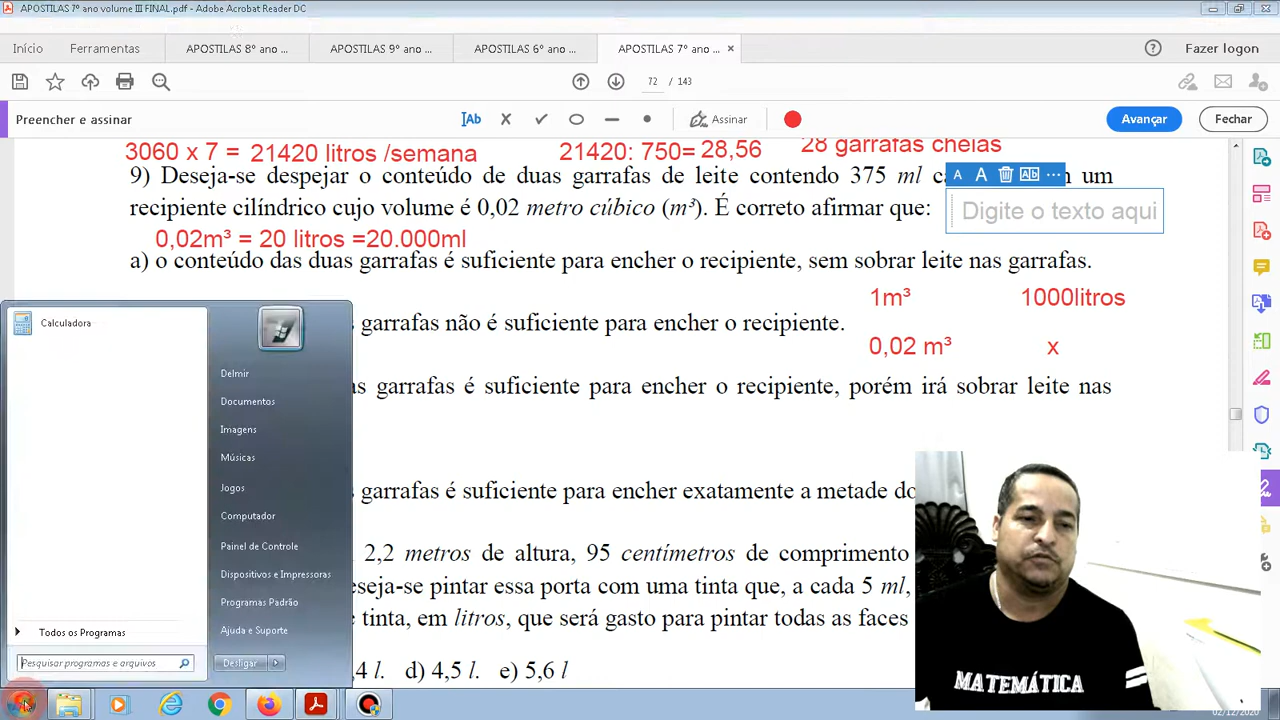 APOSTILAS 7º ano volume III FINAL.pdf - Adobe Acrobat Reader DC
Início Ferramentas APOSTILAS 8º ano ... APOSTILAS 9º ano ... APOSTILAS 6º ano ... APOSTILAS 7º ano ... × Fazer logon
72 / 143
Preencher e assinar Ab Assinar Avançar Fechar
3060 x 7 = 21420 litros /semana 21420: 750= 28,56 28 garrafas cheias
9) Deseja-se despejar o conteúdo de duas garrafas de leite contendo 375 ml A A Ab ... um
recipiente cilíndrico cujo volume é 0,02 metro cúbico (m³). É correto afirmar que: Digite o texto aqui
0,02m³ = 20 litros =20.000ml
a) o conteúdo das duas garrafas é suficiente para encher o recipiente, sem sobrar leite nas garrafas.
1m³ 1000litros
garrafas não é suficiente para encher o recipiente.
0,02 m³ x
garrafas é suficiente para encher o recipiente, porém irá sobrar leite nas
garrafas é suficiente para encher exatamente a metade
2,2 metros de altura, 95 centímetros de comprimento
seja-se pintar essa porta com uma tinta que, a cada 5 ml,
tinta, em litros, que será gasto para pintar todas as faces
,4 l. d) 4,5 l. e) 5,6 l
Calculadora
Delmir
Documentos
Imagens
Músicas
Jogos
Computador
Painel de Controle
Dispositivos e Impressoras
Programas Padrão
Ajuda e Suporte
Todos os Programas
Pesquisar programas e arquivos Desligar
MATEMÁTICA
02/12/2020